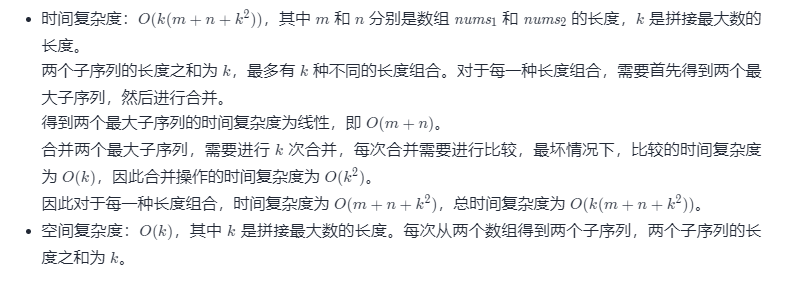 • 时间复杂度：O(k(m + n + k²))，其中 m 和 n 分别是数组 nums₁ 和 nums₂ 的长度，k 是拼接最大数的
长度。
两个子序列的长度之和为 k，最多有 k 种不同的长度组合。对于每一种长度组合，需要首先得到两个最
大子序列，然后进行合并。
得到两个最大子序列的时间复杂度为线性，即 O(m + n)。
合并两个最大子序列，需要进行 k 次合并，每次合并需要进行比较，最坏情况下，比较的时间复杂度
为 O(k)，因此合并操作的时间复杂度为 O(k²)。
因此对于每一种长度组合，时间复杂度为 O(m + n + k²)，总时间复杂度为 O(k(m + n + k²))。
• 空间复杂度：O(k)，其中 k 是拼接最大数的长度。每次从两个数组得到两个子序列，两个子序列的长
度之和为 k。